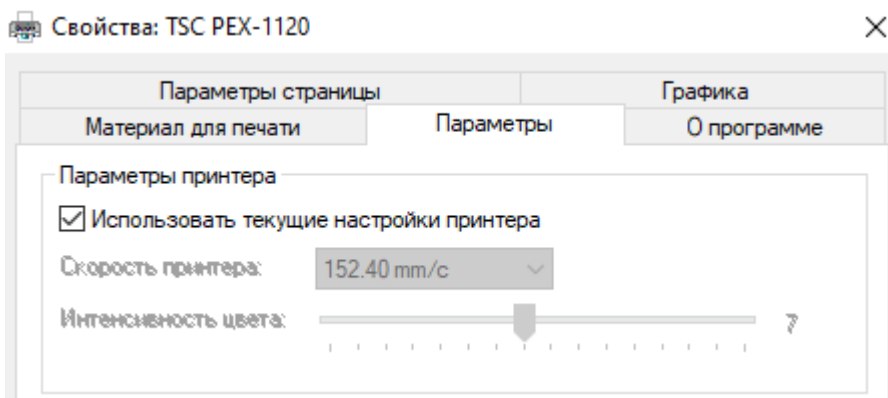 Свойства: TSC PEX-1120
Параметры страницы Графика
Материал для печати Параметры О программе
Параметры принтера
Использовать текущие настройки принтера
Скорость принтера: 152.40 mm/c
Интенсивность цвета: 7